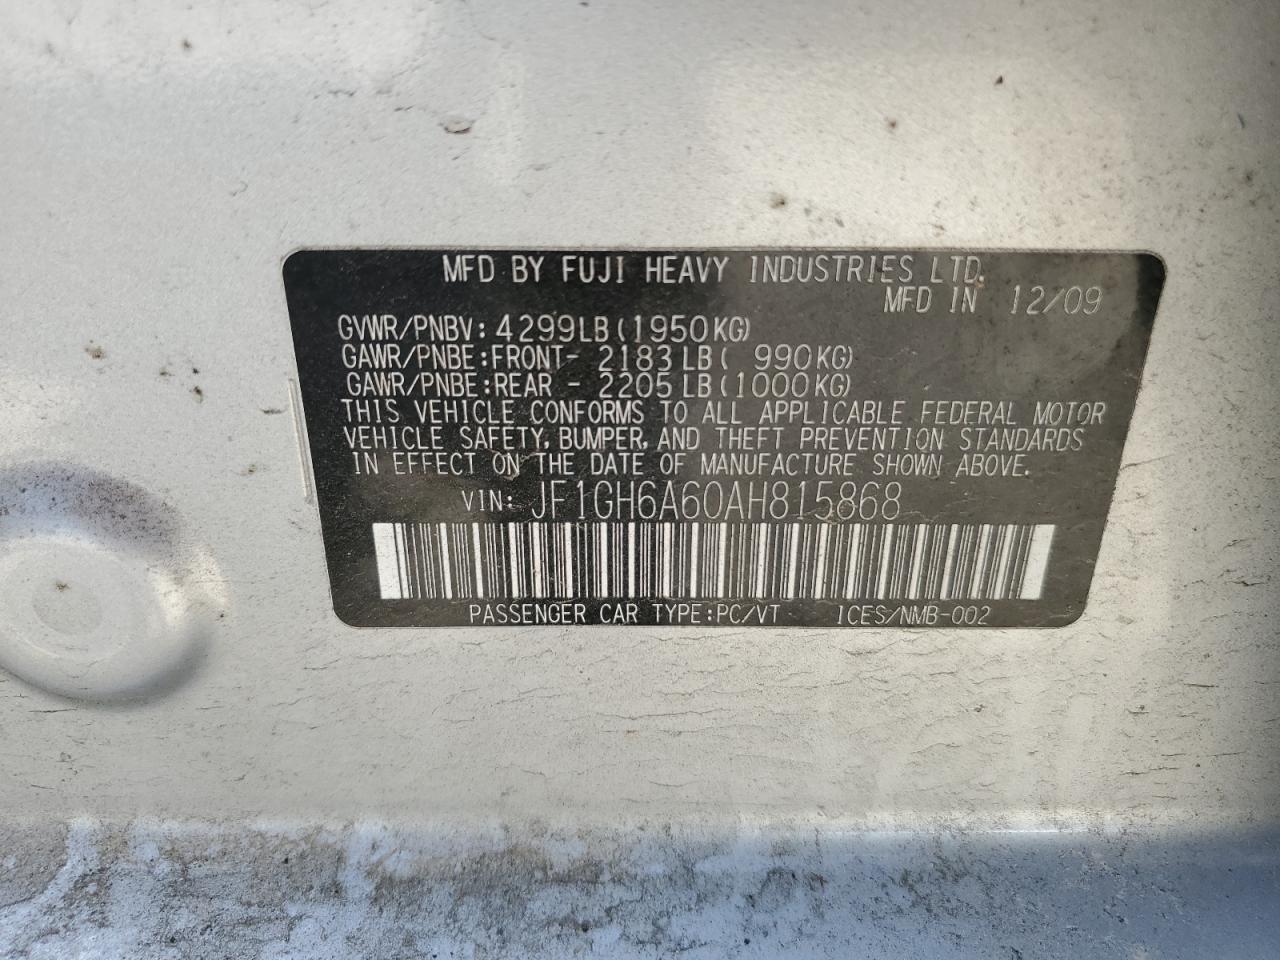 MFD BY FUJI HEAVY INDUSTRIES LTD.
MFD IN 12/09
GVWR/PNBV: 4299LB (1950KG)
GAWR/PNBE:FRONT- 2183 LB ( 990KG)
GAWR/PNBE:REAR - 2205 LB (1000KG)
THIS VEHICLE CONFORMS TO ALL APPLICABLE FEDERAL MOTOR
VEHICLE SAFETY, BUMPER, AND THEFT PREVENTION STANDARDS
IN EFFECT ON THE DATE OF MANUFACTURE SHOWN ABOVE.
VIN: JF1GH6A60AH815868
PASSENGER CAR TYPE:PC/VT ICES/NMB-002